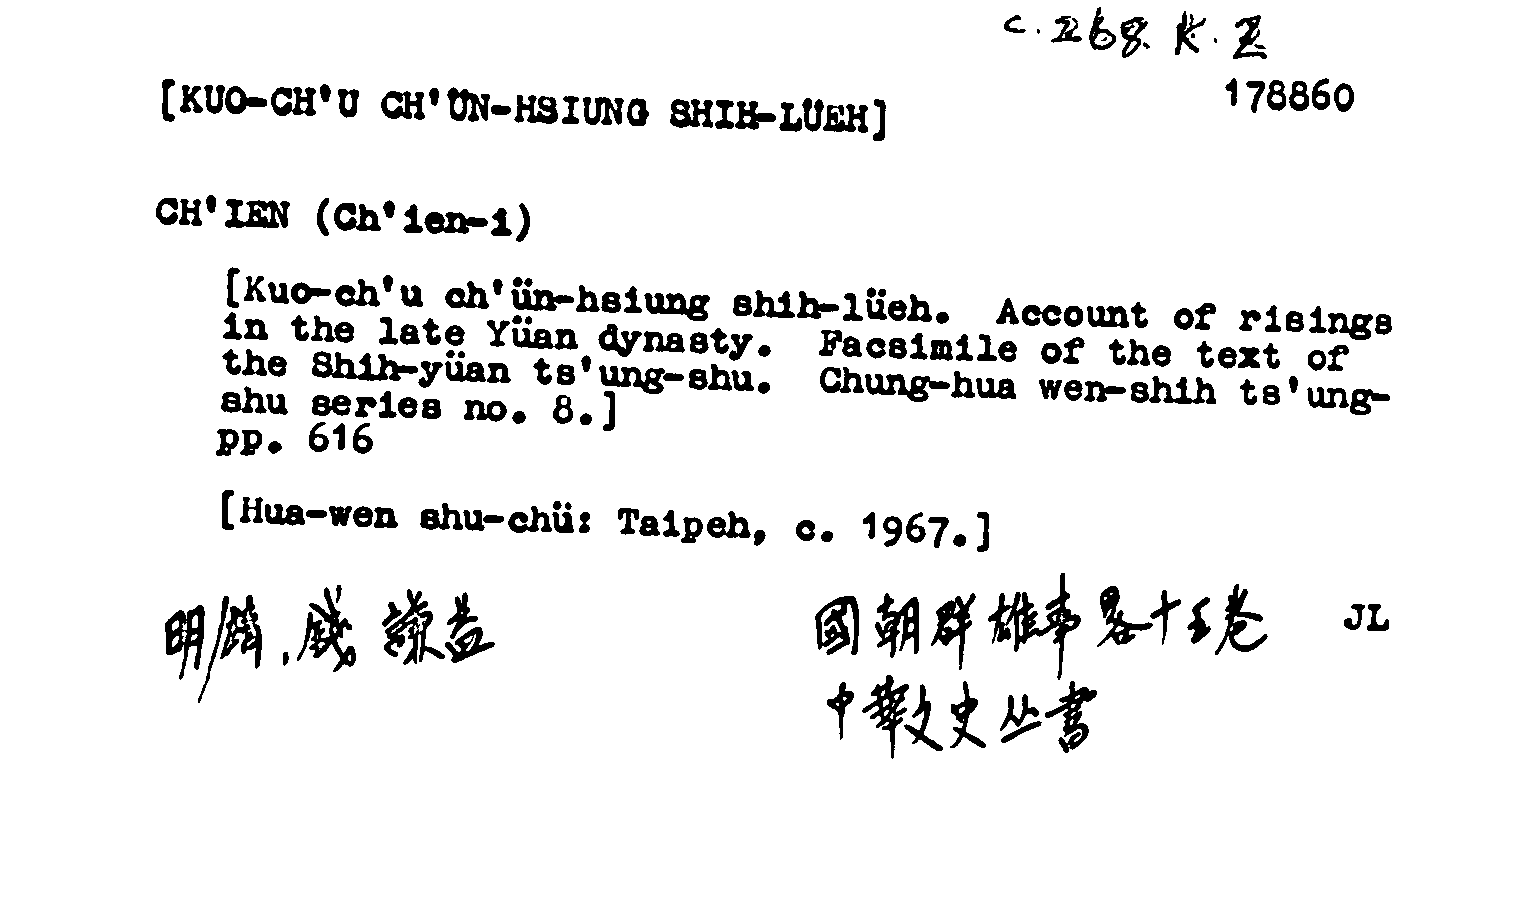 c. 268. k. 2
178860
[KUO-CH'U CH'ÜN-HSIUNG SHIH-LÜEH]
CH'IEN (Ch'ien-i)
[Kuo-ch'u ch'ün-hsiung shih-lüeh. Account of risings
in the late Yüan dynasty. Facsimile of the text of
the Shih-yüan ts'ung-shu. Chung-hua wen-shih ts'ung-
shu series no. 8.]
pp. 616
[Hua-wen shu-chü: Taipeh, c. 1967.]
明 錢 謙益
國朝群雄事畧十五卷 JL
中華文史丛書